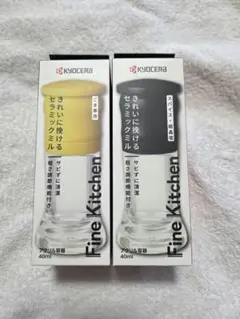 KYOCERA
ごま専用
きれいに挽ける
セラミックミル
サビずに清潔
粗さ調節機能付き
Fine Kitchen
アクリル容器
40ml
KYOCERA
スパイス・岩塩等
きれいに挽ける
セラミックミル
サビずに清潔
粗さ調節機能付き
Fine Kitchen
アクリル容器
40ml